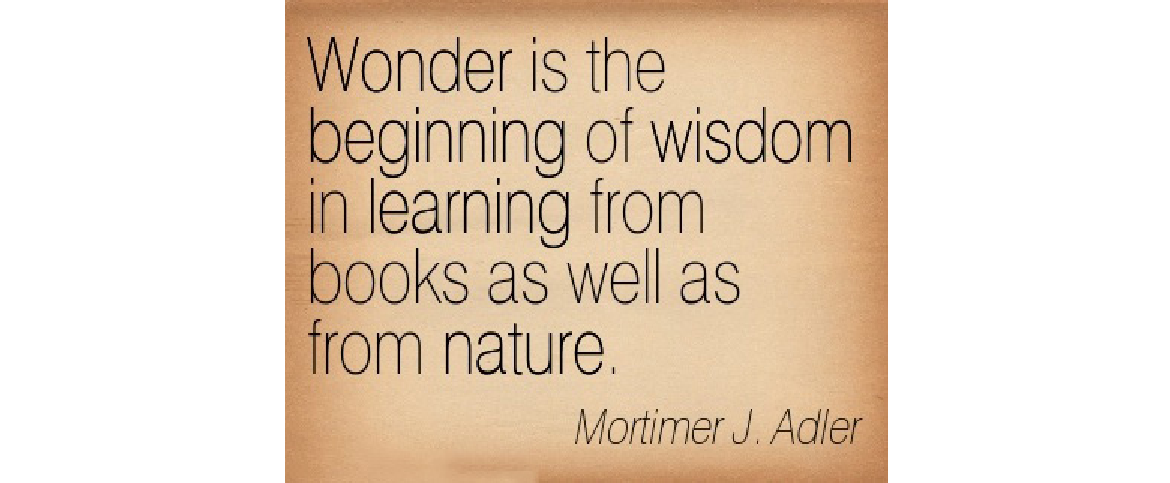 Wonder is the
beginning of wisdom
in learning from
books as well as
from nature.
Mortimer J. Adler